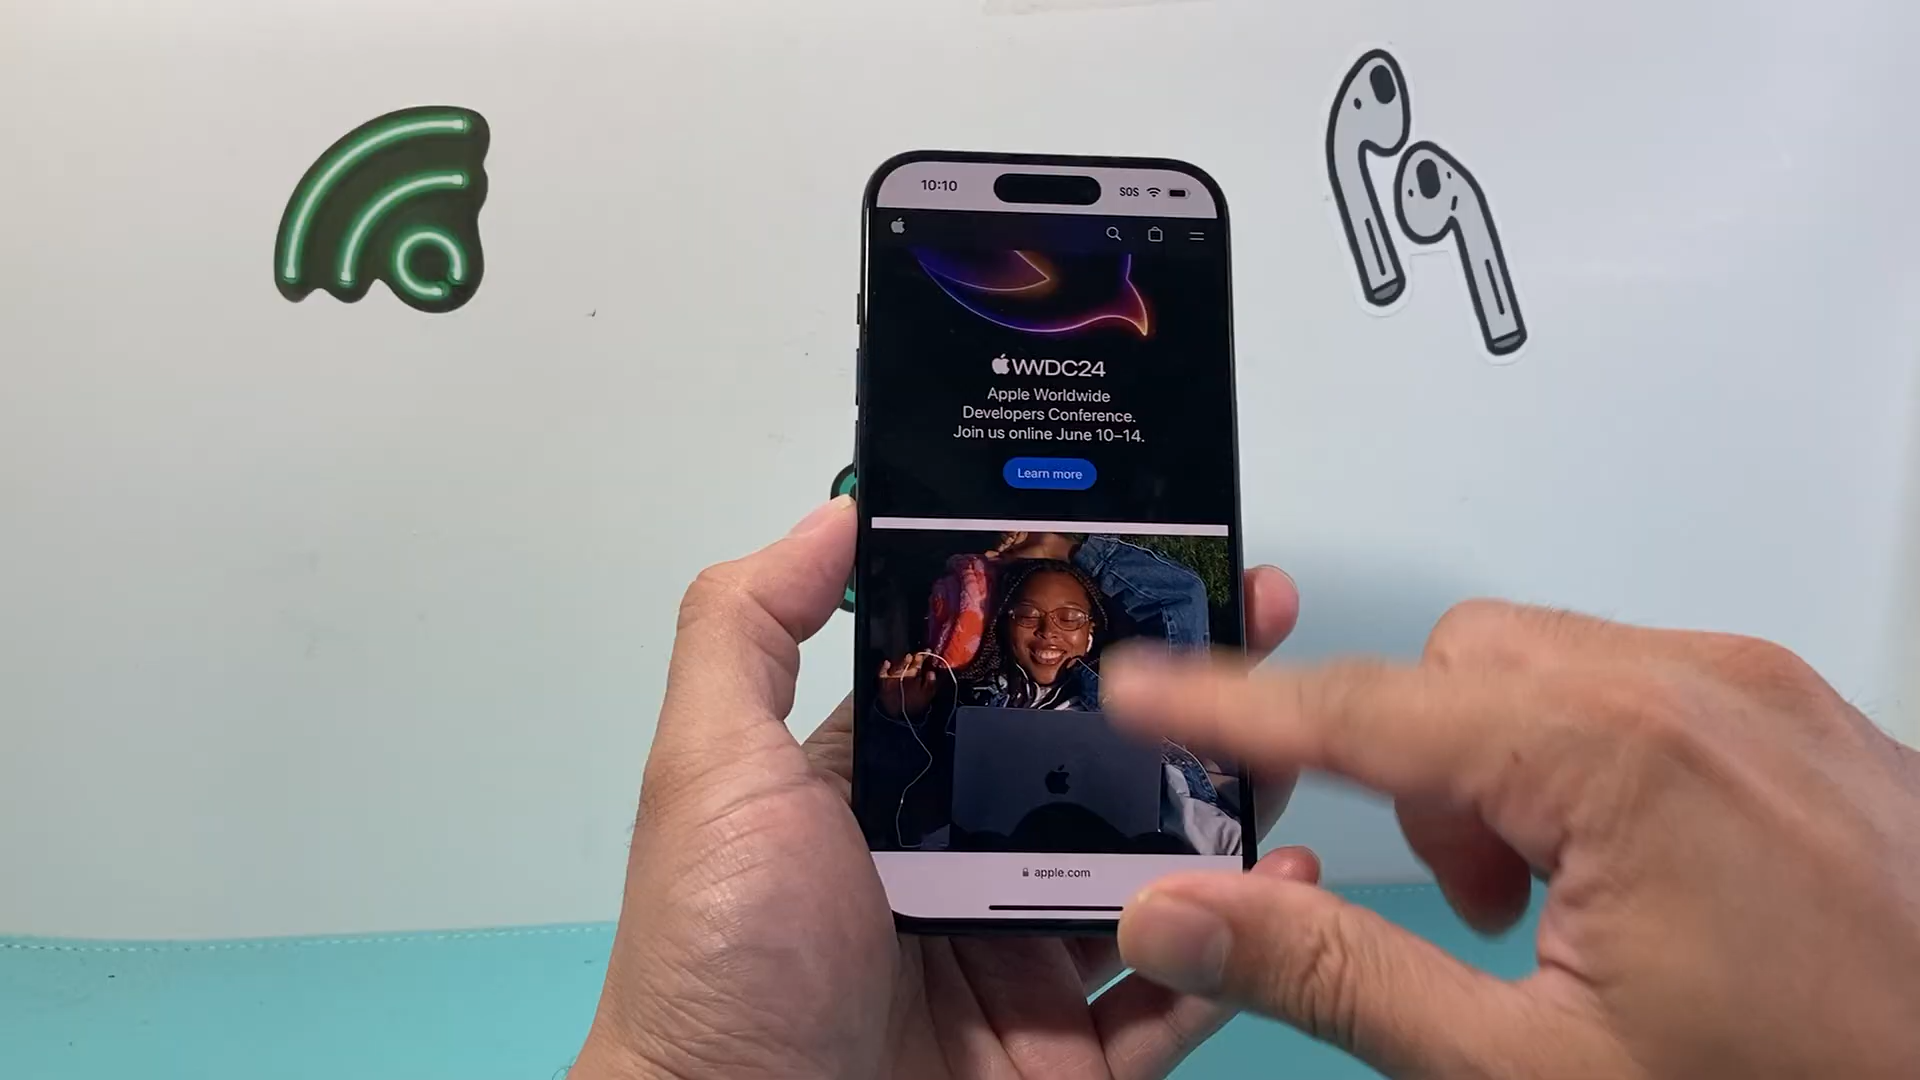 10:10
SOS
WWDC24
Apple Worldwide
Developers Conference.
Join us online June 10–14.
Learn more
apple.com